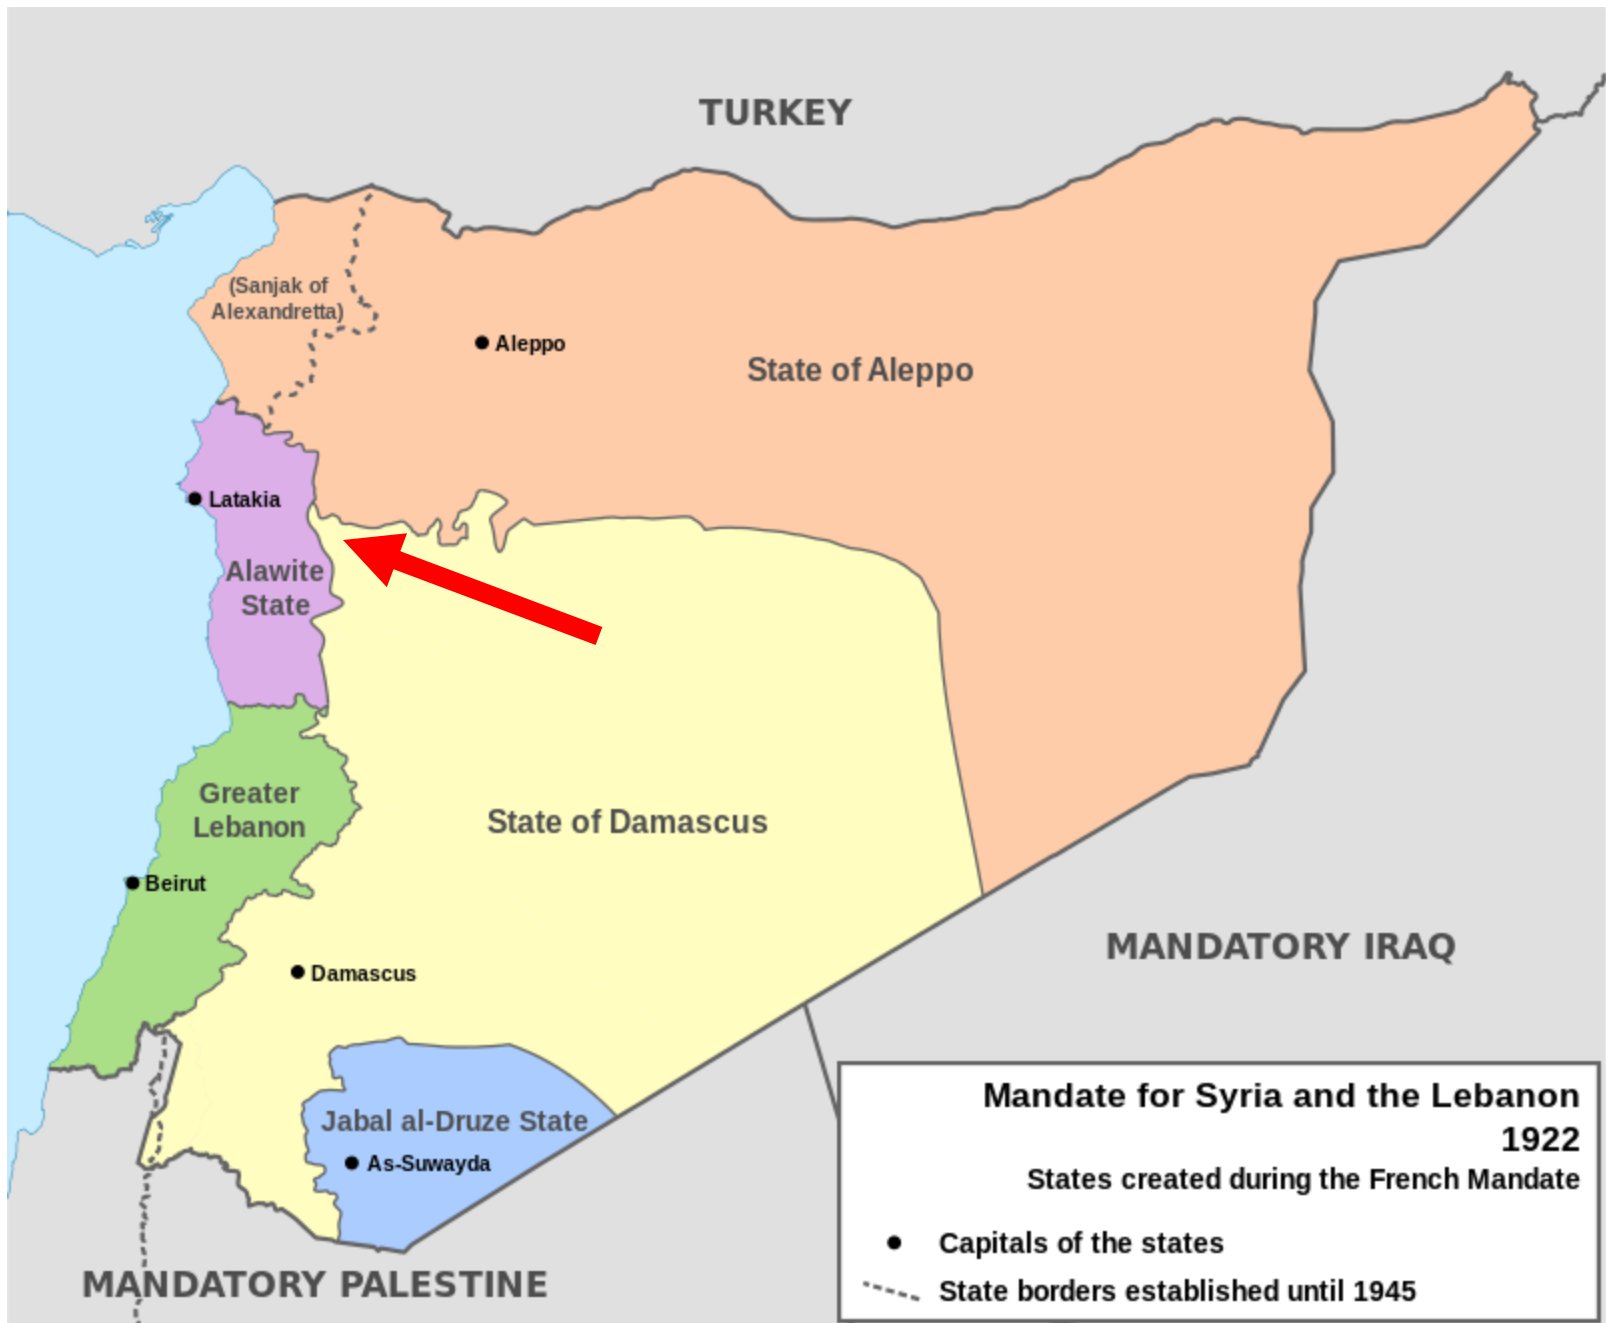 TURKEY
(Sanjak of
Alexandretta)
Aleppo
State of Aleppo
Latakia
Alawite
State
Greater
Lebanon
State of Damascus
Beirut
MANDATORY IRAQ
Damascus
Jabal al-Druze State
As-Suwayda
MANDATORY PALESTINE
Mandate for Syria and the Lebanon
1922
States created during the French Mandate
Capitals of the states
State borders established until 1945